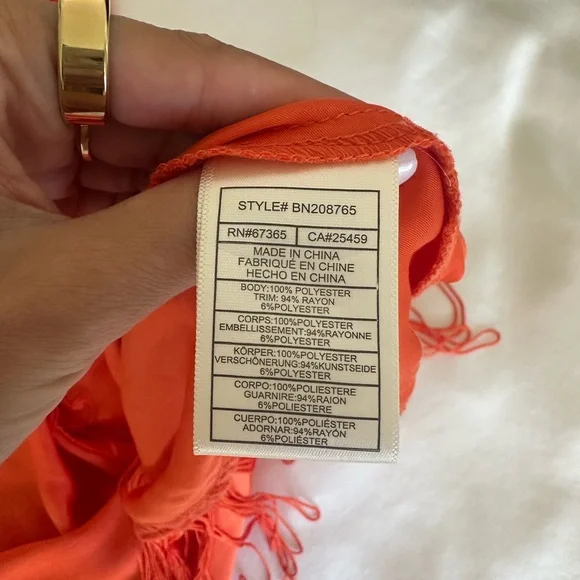 STYLE# BN208765
RN#67365 CA#25459
MADE IN CHINA
FABRIQUÉ EN CHINE
HECHO EN CHINA
BODY:100% POLYESTER
TRIM: 94% RAYON
6%POLYESTER
CORPS:100%POLYESTER
EMBELLISSEMENT:94%RAYONNE
6%POLYESTER
KÖRPER:100%POLYESTER
VERSCHÖNERUNG:94%KUNSTSEIDE
6%POLYESTER
CORPO:100%POLIESTERE
GUARNIRE:94%RAION
6%POLIESTERE
CUERPO:100%POLIÉSTER
ADORNAR:94%RAYÓN
6%POLIÉSTER